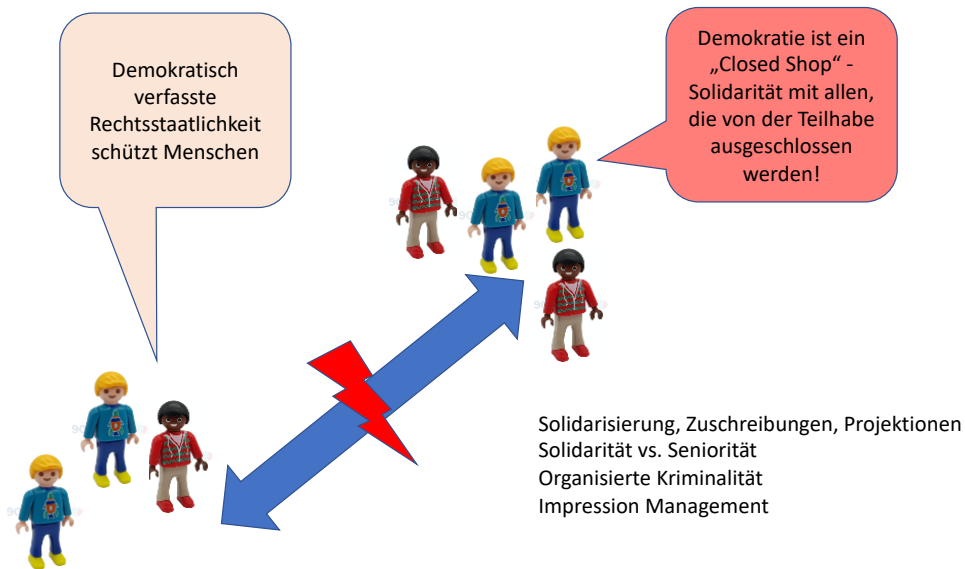 Demokratisch
verfasste
Rechtsstaatlichkeit
schützt Menschen
Demokratie ist ein
„Closed Shop“ -
Solidarität mit allen,
die von der Teilhabe
ausgeschlossen
werden!
Solidarisierung, Zuschreibungen, Projektionen
Solidarität vs. Seniorität
Organisierte Kriminalität
Impression Management